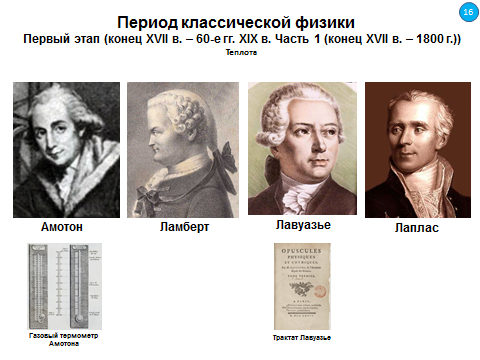 16
Период классической физики
Первый этап (конец XVII в. – 60-е гг. XIX в. Часть 1 (конец XVII в. – 1800 г.))
Теплота
Амотон
Ламберт
Лавуазье
Лаплас
Газовый термометр
Амотона
OPUSCULES
PHYSIQUES
ET CHYMIQUES,
A PARIS,
Трактат Лавуазье